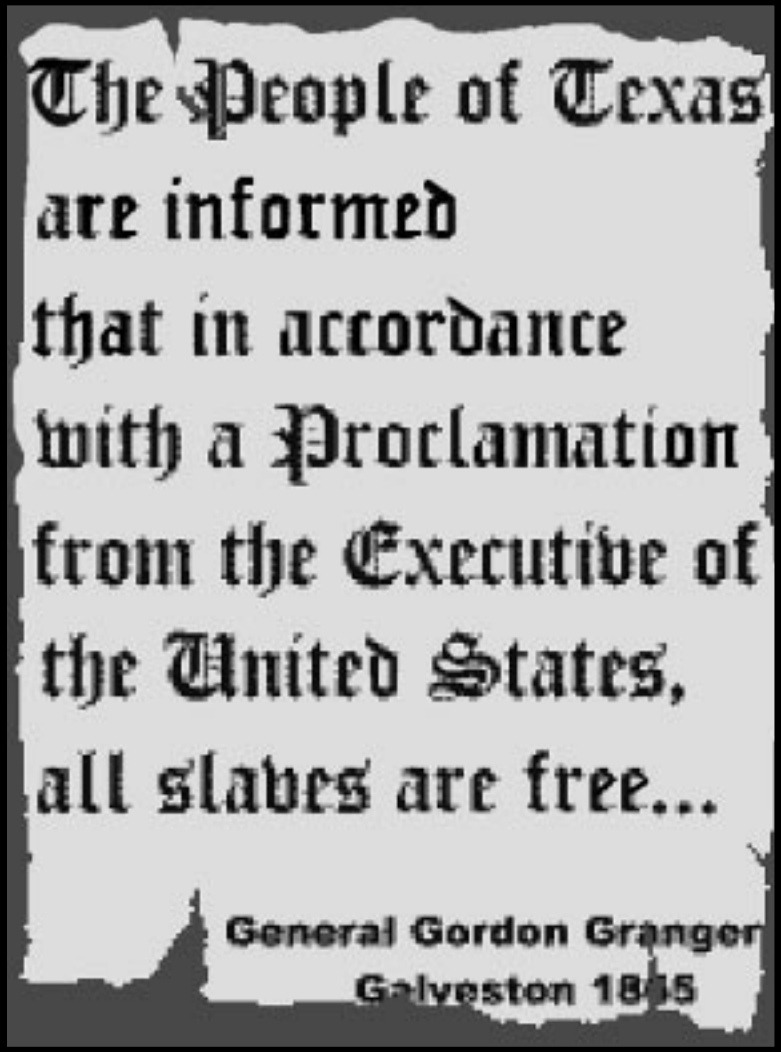 The People of Texas
are informed
that in accordance
with a Proclamation
from the Executive of
the United States,
all slaves are free...
General Gordon Granger
Galveston 1865